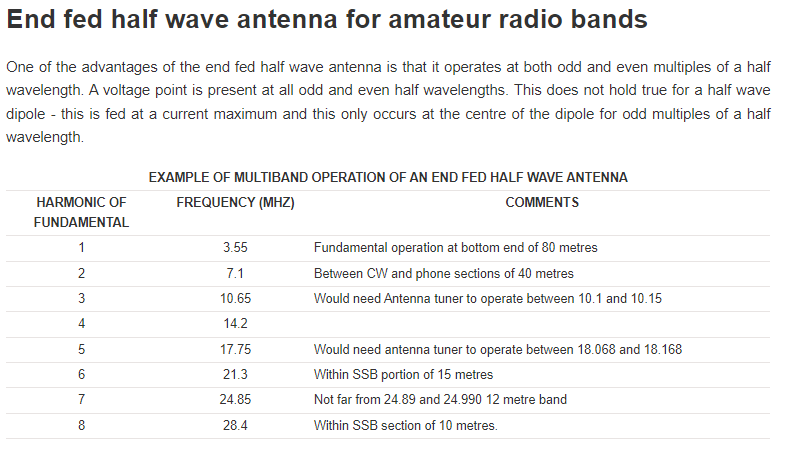 End fed half wave antenna for amateur radio bands
One of the advantages of the end fed half wave antenna is that it operates at both odd and even multiples of a half
wavelength. A voltage point is present at all odd and even half wavelengths. This does not hold true for a half wave
dipole - this is fed at a current maximum and this only occurs at the centre of the dipole for odd multiples of a half
wavelength.
EXAMPLE OF MULTIBAND OPERATION OF AN END FED HALF WAVE ANTENNA
HARMONIC OF FUNDAMENTAL FREQUENCY (MHZ) COMMENTS
1 3.55 Fundamental operation at bottom end of 80 metres
2 7.1 Between CW and phone sections of 40 metres
3 10.65 Would need Antenna tuner to operate between 10.1 and 10.15
4 14.2
5 17.75 Would need antenna tuner to operate between 18.068 and 18.168
6 21.3 Within SSB portion of 15 metres
7 24.85 Not far from 24.89 and 24.990 12 metre band
8 28.4 Within SSB section of 10 metres.